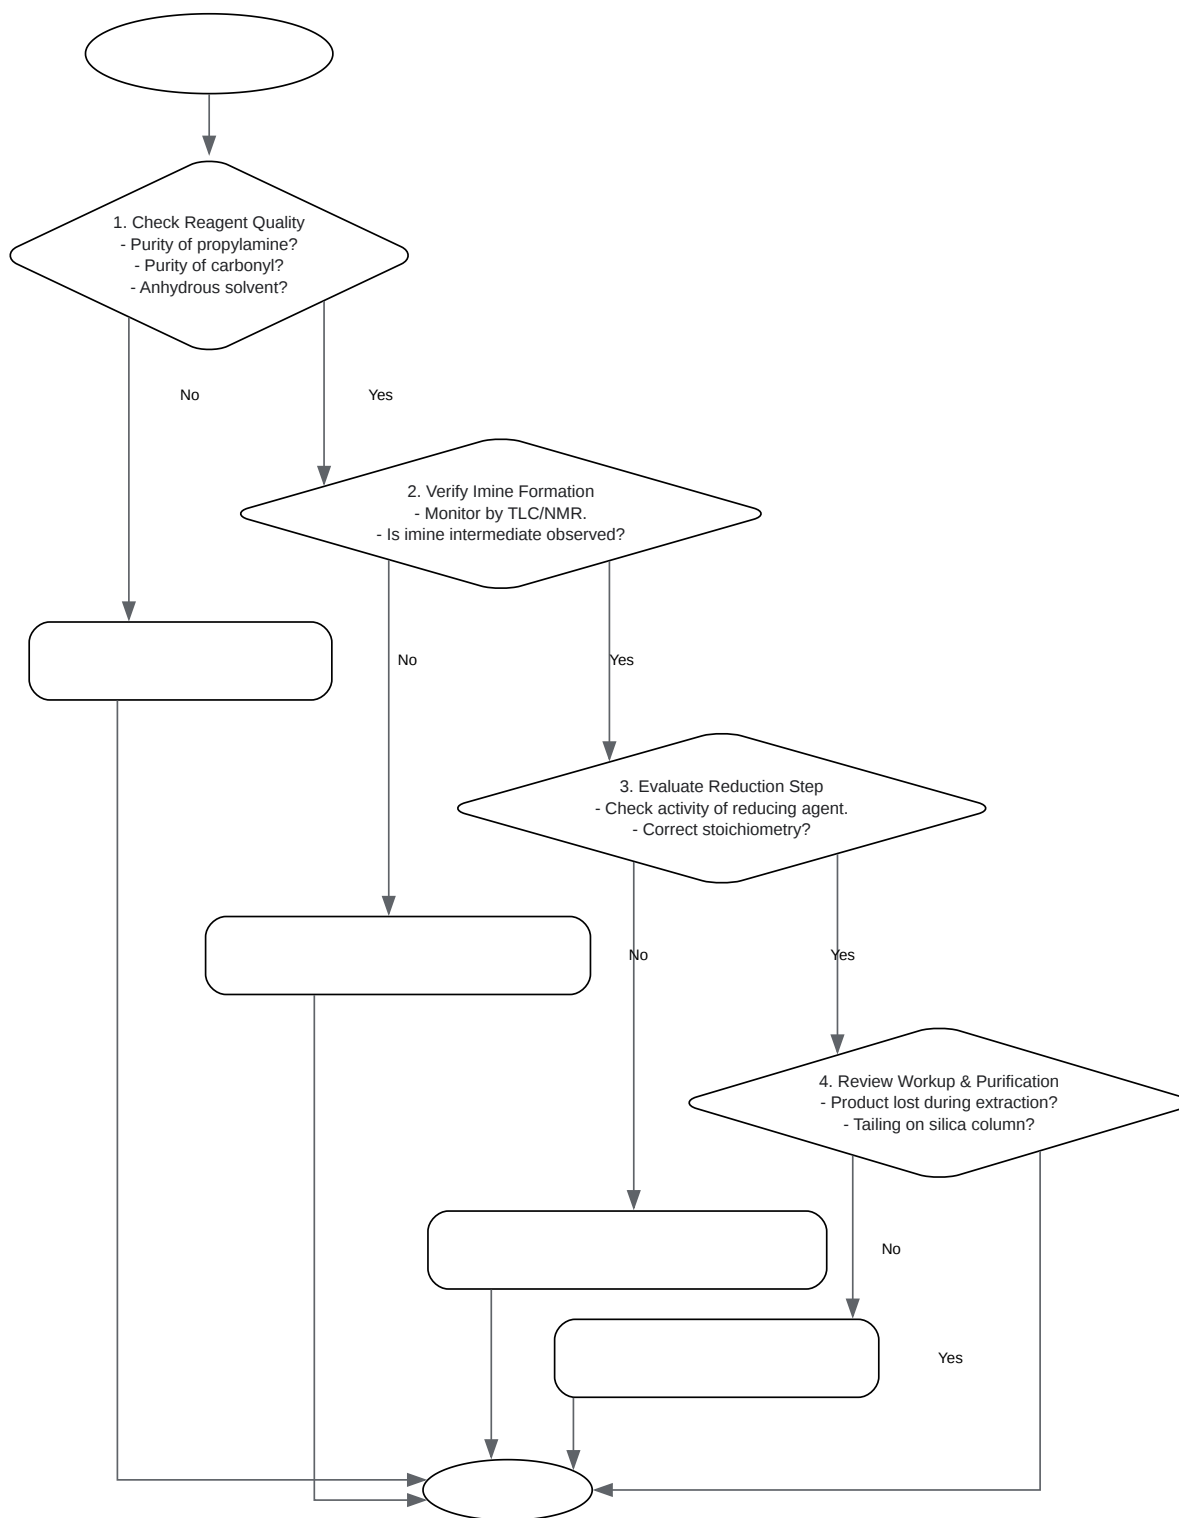 1. Check Reagent Quality
- Purity of propylamine?
- Purity of carbonyl?
- Anhydrous solvent?
No
Yes
2. Verify Imine Formation
- Monitor by TLC/NMR.
- Is imine intermediate observed?
No
Yes
3. Evaluate Reduction Step
- Check activity of reducing agent.
- Correct stoichiometry?
No
Yes
4. Review Workup & Purification
- Product lost during extraction?
- Tailing on silica column?
No
Yes